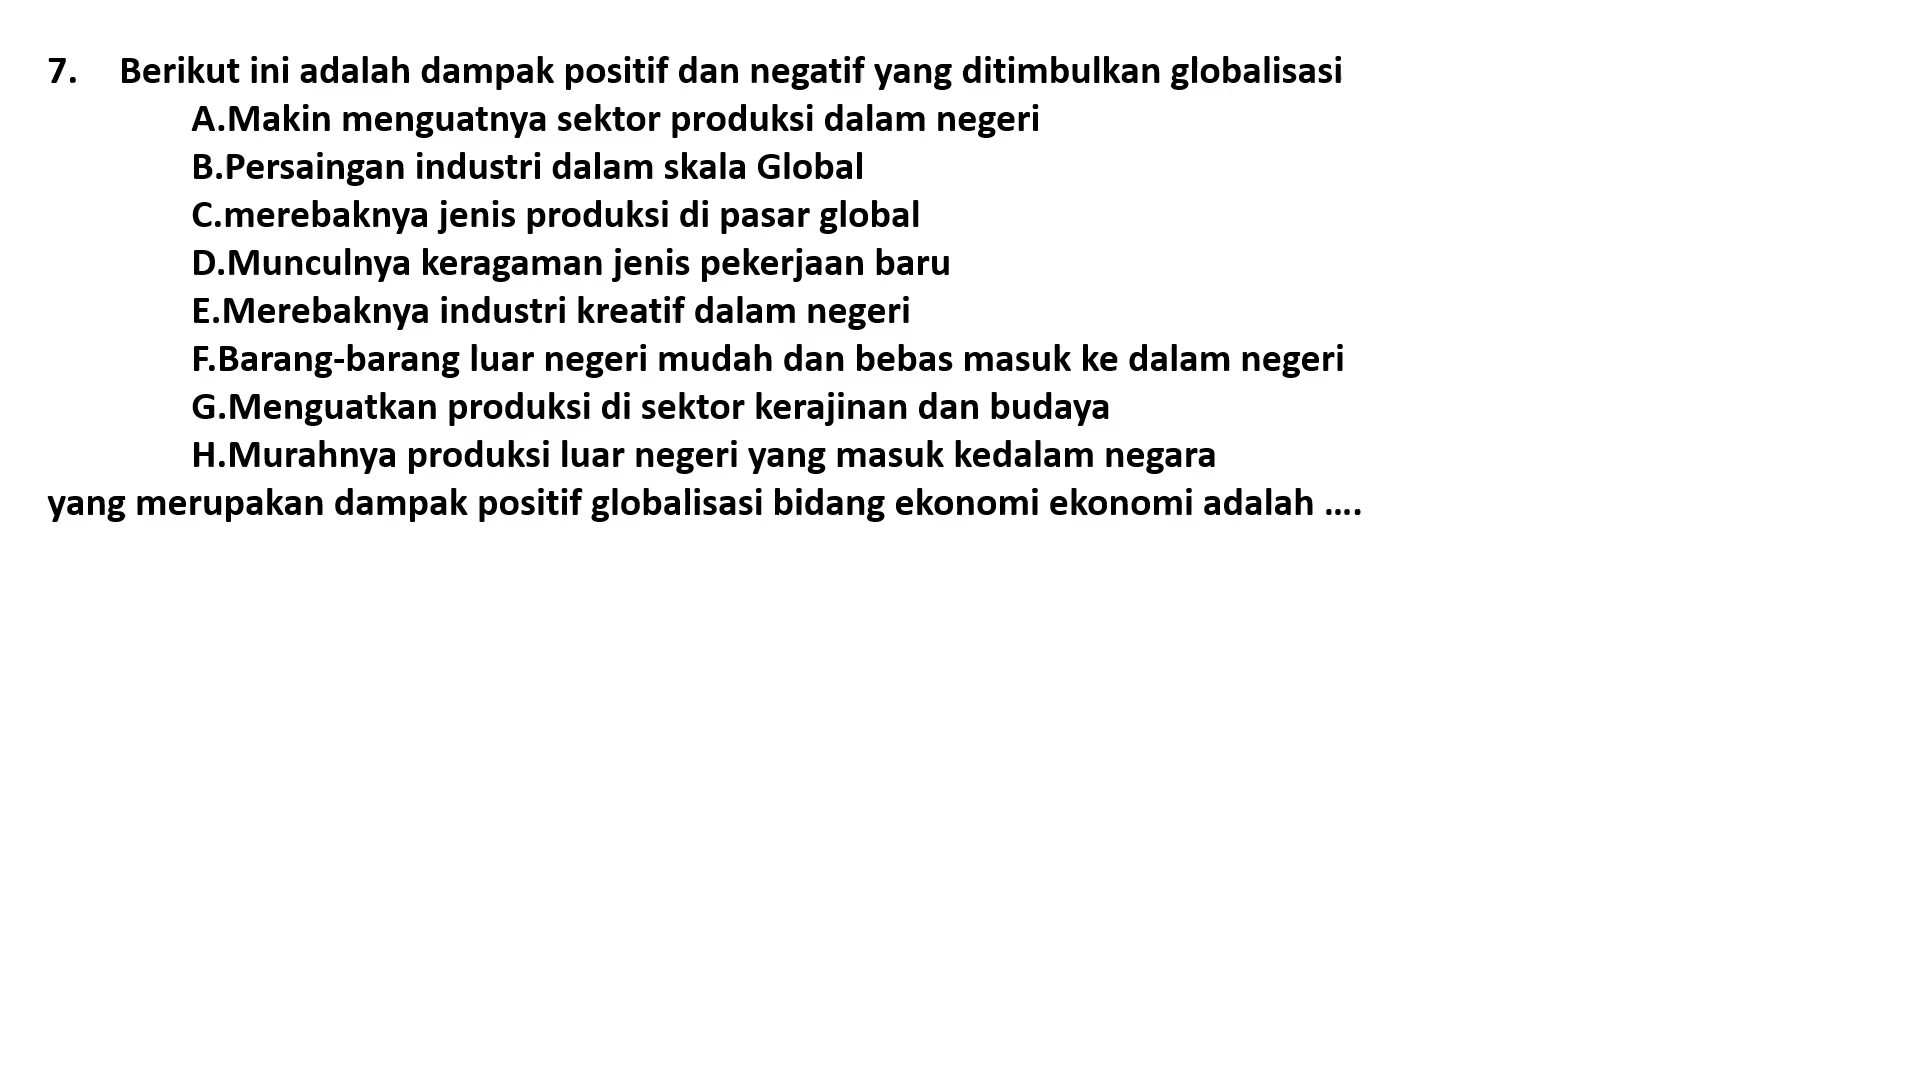 7. Berikut ini adalah dampak positif dan negatif yang ditimbulkan globalisasi
A.Makin menguatnya sektor produksi dalam negeri
B.Persaingan industri dalam skala Global
C.merebaknya jenis produksi di pasar global
D.Munculnya keragaman jenis pekerjaan baru
E.Merebaknya industri kreatif dalam negeri
F.Barang-barang luar negeri mudah dan bebas masuk ke dalam negeri
G.Menguatkan produksi di sektor kerajinan dan budaya
H.Murahnya produksi luar negeri yang masuk kedalam negara
yang merupakan dampak positif globalisasi bidang ekonomi ekonomi adalah ....